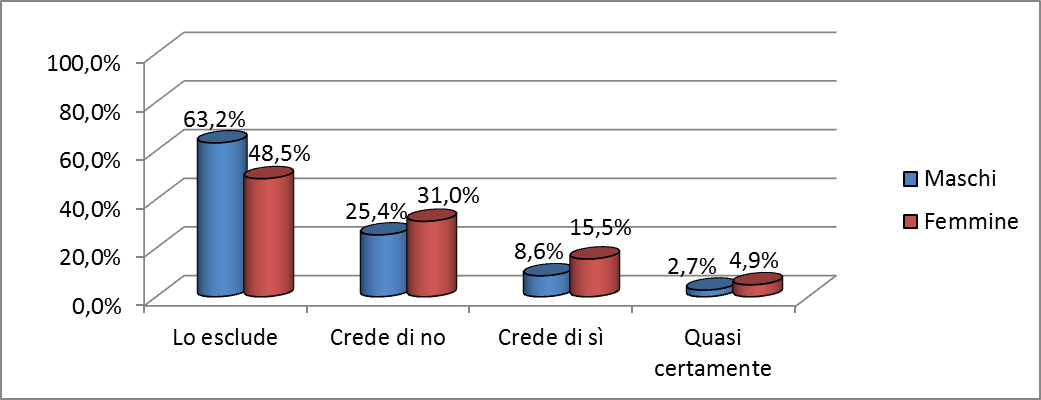 100,0%
80,0%
60,0%
40,0%
20,0%
0,0%
63,2%
48,5%
25,4%
31,0%
8,6%
15,5%
2,7%
4,9%
Lo esclude
Crede di no
Crede di sì
Quasi
certamente
Maschi
Femmine